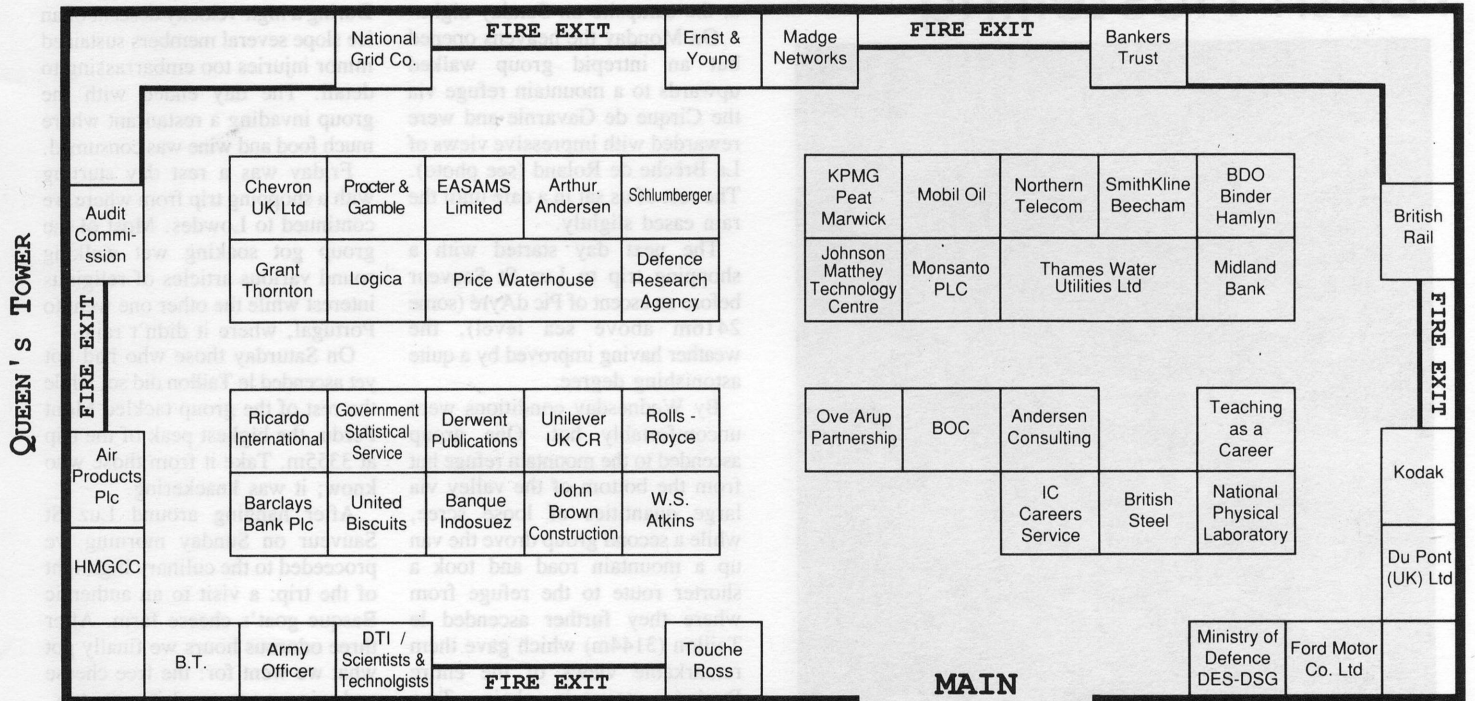 FIRE EXIT
FIRE EXIT
National
Grid Co.
Ernst &
Young
Madge
Networks
Bankers
Trust
QUEEN'S TOWER
Audit
Commi-
ssion
FIRE EXIT
Air
Products
Plc
HMGCC
Chevron
UK Ltd
Procter &
Gamble
EASAMS
Limited
Arthur
Andersen
Schlumberger
Grant
Thornton
Logica
Price Waterhouse
Defence
Research
Agency
KPMG
Peat
Marwick
Mobil Oil
Northern
Telecom
SmithKline
Beecham
BDO
Binder
Hamlyn
Johnson
Matthey
Technology
Centre
Monsanto
PLC
Thames Water
Utilities Ltd
Midland
Bank
British
Rail
FIRE EXIT
Kodak
Du Pont
(UK) Ltd
Ricardo
International
Government
Statistical
Service
Derwent
Publications
Unilever
UK CR
Rolls -
Royce
Barclays
Bank Plc
United
Biscuits
Banque
Indosuez
John
Brown
Construction
W.S.
Atkins
Ove Arup
Partnership
BOC
Andersen
Consulting
Teaching
as a
Career
IC
Careers
Service
British
Steel
National
Physical
Laboratory
B.T.
Army
Officer
DTI /
Scientists &
Technolgists
FIRE EXIT
Touche
Ross
MAIN
Ministry of
Defence
DES-DSG
Ford Motor
Co. Ltd